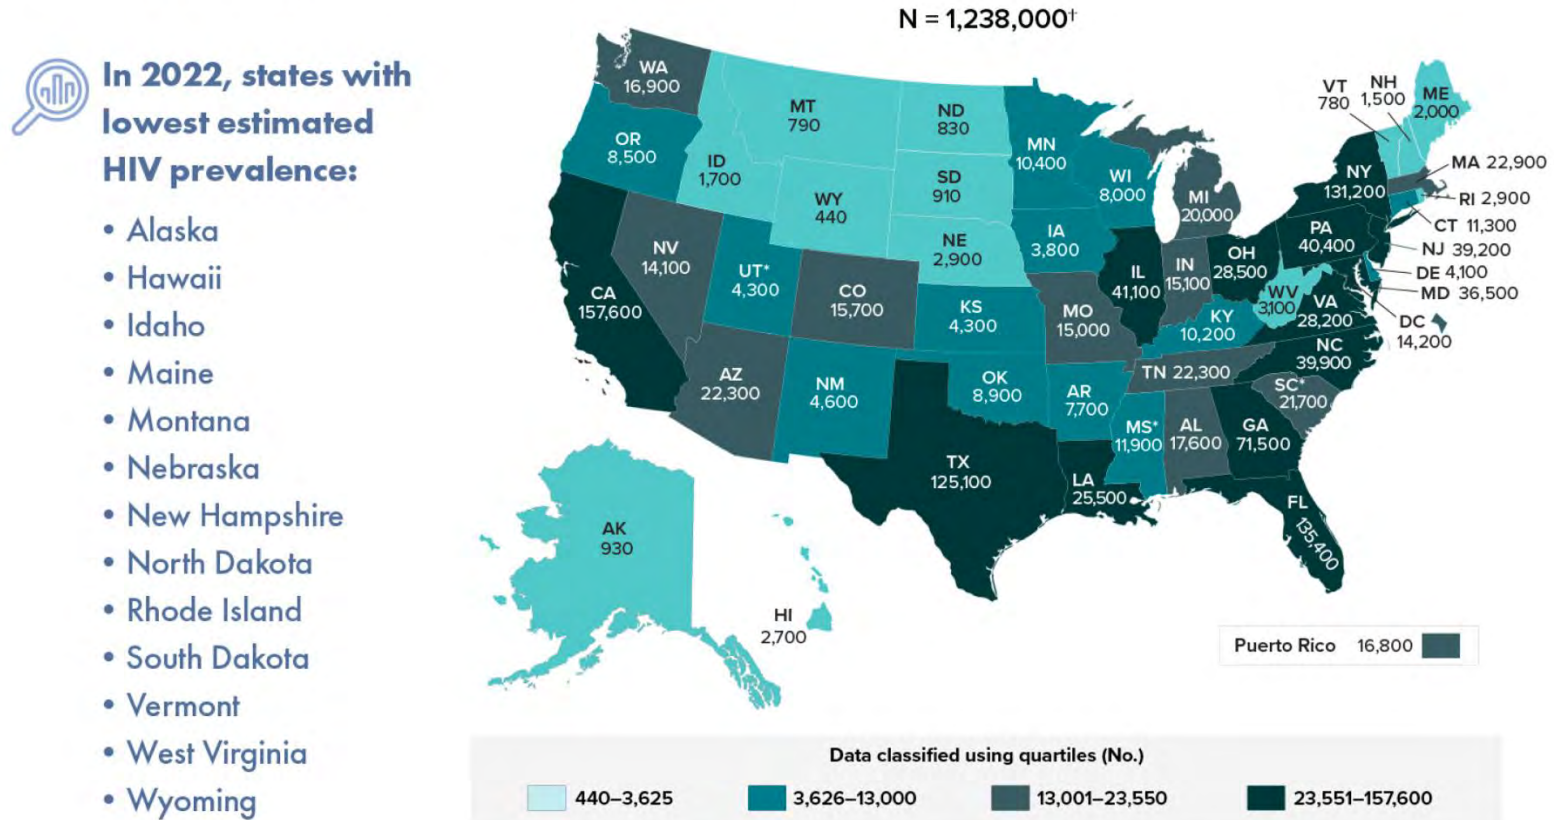 In 2022, states with
lowest estimated
HIV prevalence:
• Alaska
• Hawaii
• Idaho
• Maine
• Montana
• Nebraska
• New Hampshire
• North Dakota
• Rhode Island
• South Dakota
• Vermont
• West Virginia
• Wyoming
N = 1,238,000†
WA
16,900
OR
8,500
ID
1,700
MT
790
ND
830
MN
10,400
WI
8,000
MI
20,000
VT
780
NH
1,500
ME
2,000
NY
131,200
MA 22,900
RI 2,900
CT 11,300
NJ 39,200
DE 4,100
MD 36,500
DC
14,200
PA
40,400
SD
910
WY
440
NE
2,900
IA
3,800
IL
41,100
IN
15,100
OH
28,500
WV
3,100
VA
28,200
NV
14,100
UT*
4,300
CO
15,700
KS
4,300
MO
15,000
KY
10,200
NC
39,900
CA
157,600
AZ
22,300
NM
4,600
OK
8,900
AR
7,700
TN 22,300
SC*
21,700
MS*
11,900
AL
17,600
GA
71,500
TX
125,100
LA
25,500
FL
135,400
AK
930
HI
2,700
Puerto Rico 16,800
Data classified using quartiles (No.)
440–3,625
3,626–13,000
13,001–23,550
23,551–157,600